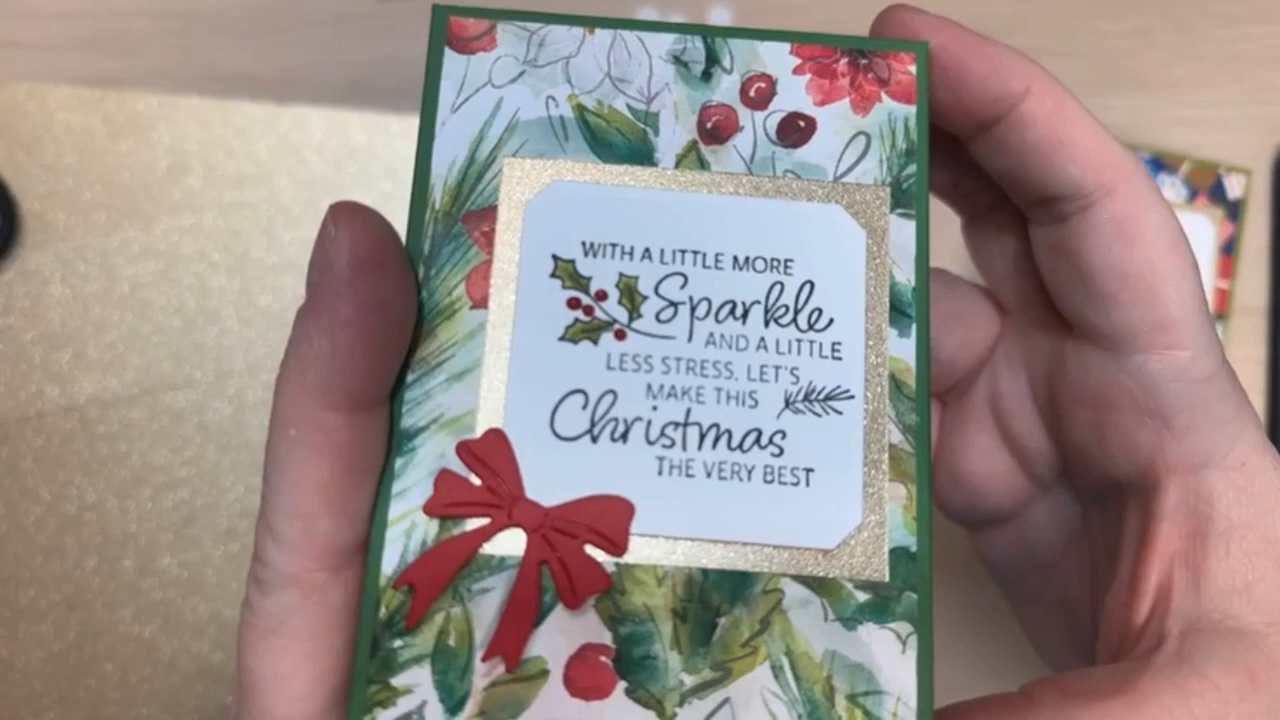 WITH A LITTLE MORE
Sparkle
AND A LITTLE
LESS STRESS, LET'S
MAKE THIS
Christmas
THE VERY BEST